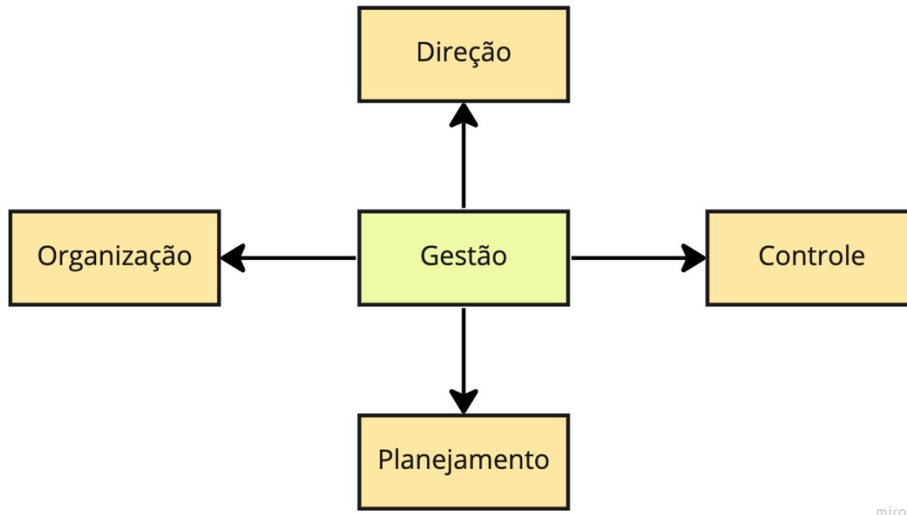 Direção
Organização
Gestão
Controle
Planejamento
miro